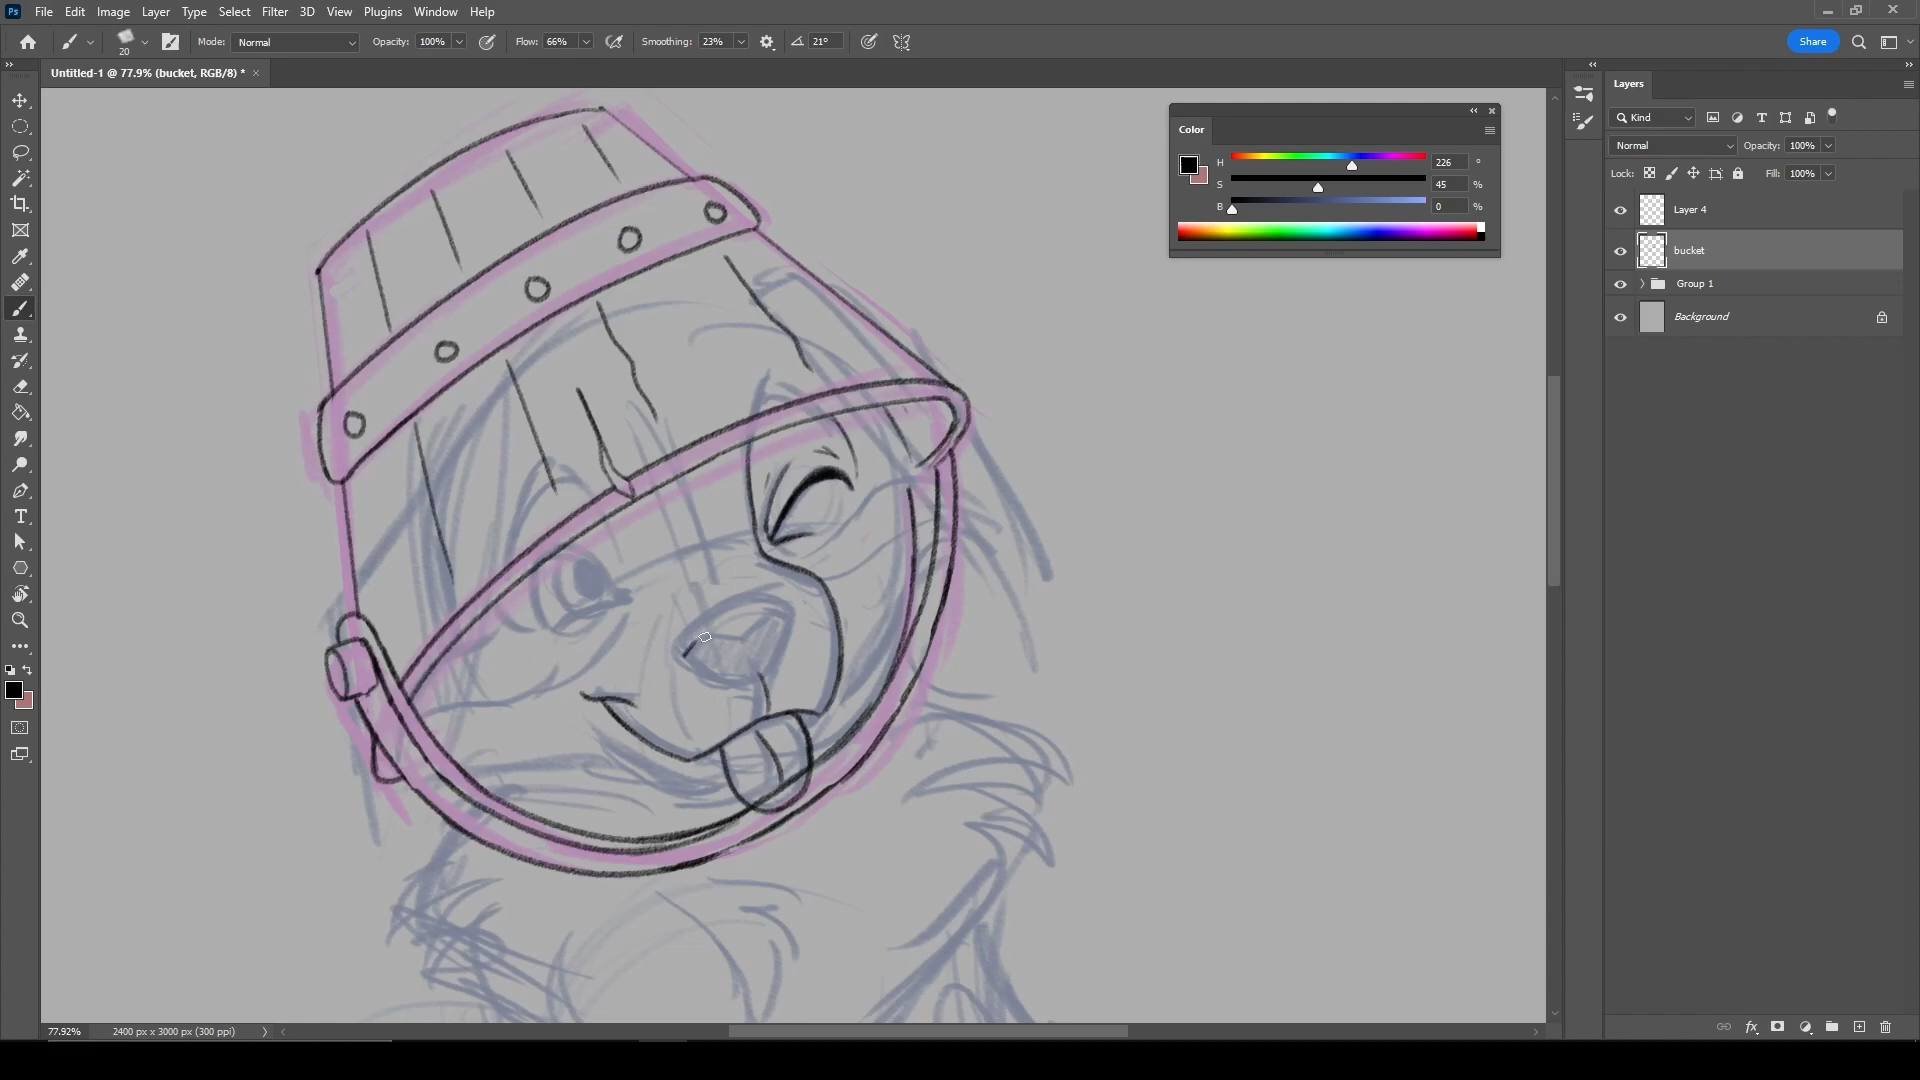 Ps File Edit Image Layer Type Select Filter 3D View Plugins Window Help
20 Mode: Normal Opacity: 100% Flow: 66% Smoothing: 23% 21° Share
Untitled-1 @ 77.9% (bucket, RGB/8) * ×
Layers
Kind
Color
Normal Opacity: 100%
H 226 °
Lock: Fill: 100%
S 45 %
B 0 %
Layer 4
bucket
Group 1
Background
77.92% 2400 px x 3000 px (300 ppi)